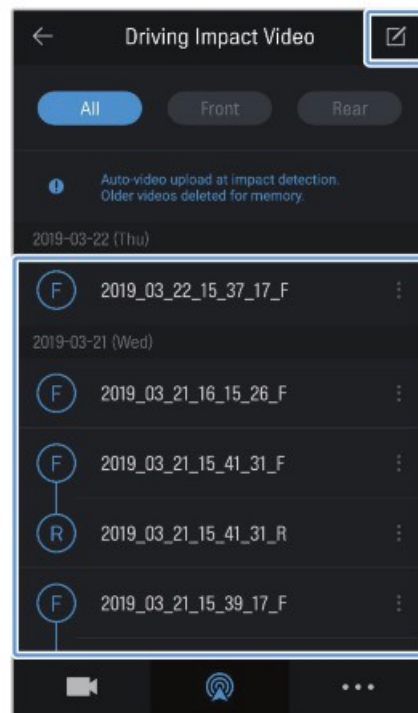 Driving Impact Video
All Front Rear
Auto-video upload at impact detection.
Older videos deleted for memory.
2019-03-22 (Thu)
F 2019_03_22_15_37_17_F
2019-03-21 (Wed)
F 2019_03_21_16_15_26_F
F 2019_03_21_15_41_31_F
R 2019_03_21_15_41_31_R
F 2019_03_21_15_39_17_F